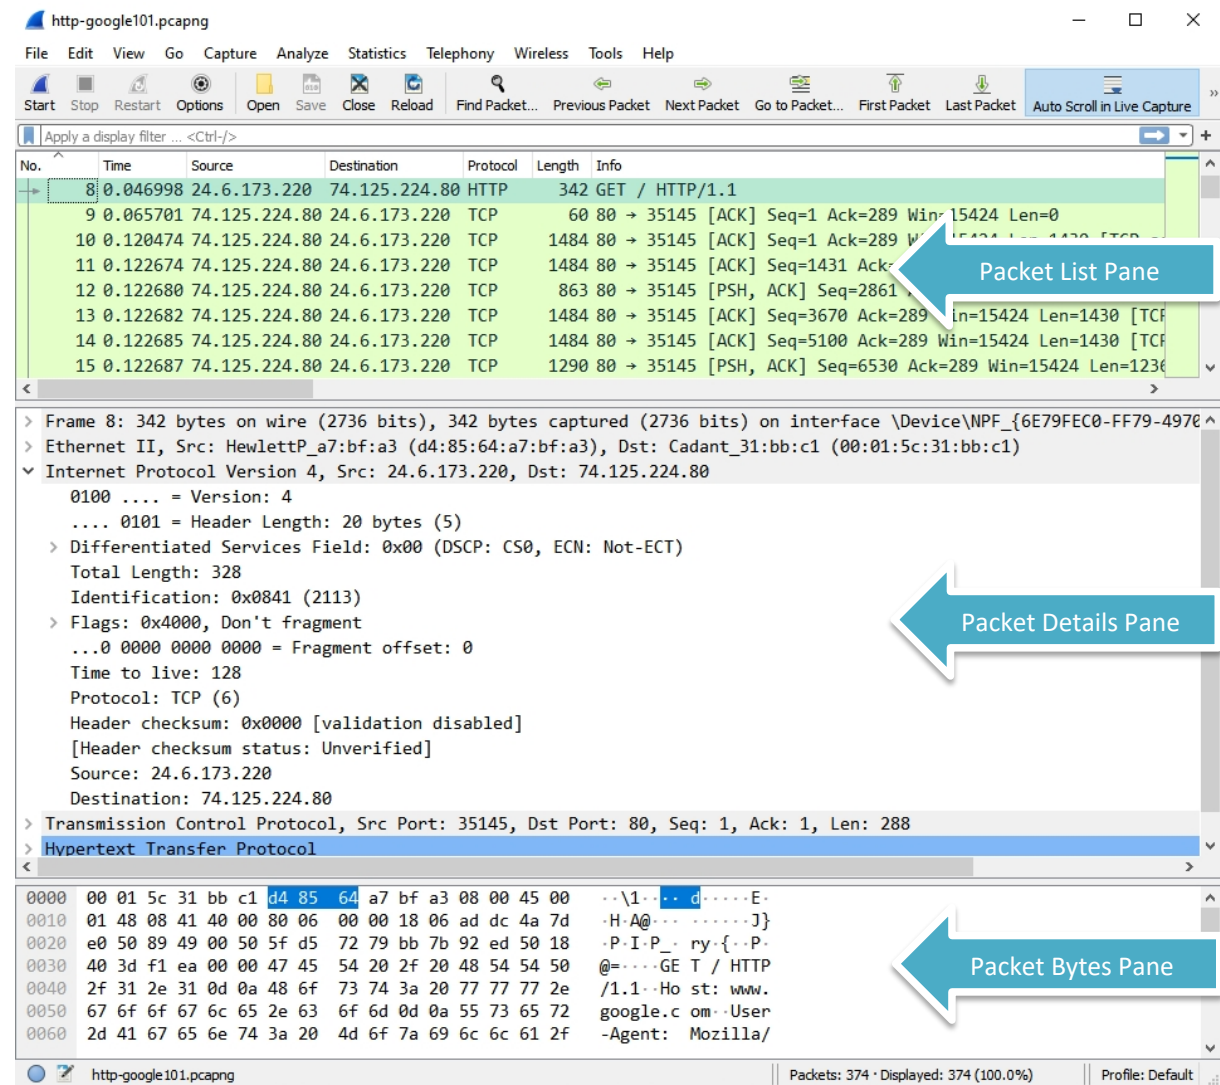 http-google101.pcapng
File Edit View Go Capture Analyze Statistics Telephony Wireless Tools Help
Start Stop Restart Options Open Save Close Reload Find Packet... Previous Packet Next Packet Go to Packet... First Packet Last Packet Auto Scroll in Live Capture »
Apply a display filter ... <Ctrl-/>
No. Time Source Destination Protocol Length Info
8 0.046998 24.6.173.220 74.125.224.80 HTTP 342 GET / HTTP/1.1
9 0.065701 74.125.224.80 24.6.173.220 TCP 60 80 → 35145 [ACK] Seq=1 Ack=289 Win=15424 Len=0
10 0.120474 74.125.224.80 24.6.173.220 TCP 1484 80 → 35145 [ACK] Seq=1 Ack=289
11 0.122674 74.125.224.80 24.6.173.220 TCP 1484 80 → 35145 [ACK] Seq=1431 Ack=
Packet List Pane
12 0.122680 74.125.224.80 24.6.173.220 TCP 863 80 → 35145 [PSH, ACK] Seq=2861
13 0.122682 74.125.224.80 24.6.173.220 TCP 1484 80 → 35145 [ACK] Seq=3670 Ack=289 Win=15424 Len=1430 [TCP
14 0.122685 74.125.224.80 24.6.173.220 TCP 1484 80 → 35145 [ACK] Seq=5100 Ack=289 Win=15424 Len=1430 [TCP
15 0.122687 74.125.224.80 24.6.173.220 TCP 1290 80 → 35145 [PSH, ACK] Seq=6530 Ack=289 Win=15424 Len=1236
Frame 8: 342 bytes on wire (2736 bits), 342 bytes captured (2736 bits) on interface \Device\NPF_{6E79FEC0-FF79-4970
Ethernet II, Src: HewlettP_a7:bf:a3 (d4:85:64:a7:bf:a3), Dst: Cadant_31:bb:c1 (00:01:5c:31:bb:c1)
Internet Protocol Version 4, Src: 24.6.173.220, Dst: 74.125.224.80
0100 .... = Version: 4
.... 0101 = Header Length: 20 bytes (5)
Differentiated Services Field: 0x00 (DSCP: CS0, ECN: Not-ECT)
Total Length: 328
Identification: 0x0841 (2113)
Flags: 0x4000, Don't fragment
Packet Details Pane
...0 0000 0000 0000 = Fragment offset: 0
Time to live: 128
Protocol: TCP (6)
Header checksum: 0x0000 [validation disabled]
[Header checksum status: Unverified]
Source: 24.6.173.220
Destination: 74.125.224.80
Transmission Control Protocol, Src Port: 35145, Dst Port: 80, Seq: 1, Ack: 1, Len: 288
Hypertext Transfer Protocol
0000 00 01 5c 31 bb c1 d4 85 64 a7 bf a3 08 00 45 00 ··\1···· d·····E·
0010 01 48 08 41 40 00 80 06 00 00 18 06 ad dc 4a 7d ·H·A@··· ······J}
0020 e0 50 89 49 00 50 5f d5 72 79 bb 7b 92 ed 50 18 ·P·I·P_· ry·{··P·
0030 40 3d f1 ea 00 00 47 45 54 20 2f 20 48 54 54 50 @=····GE T / HTTP
Packet Bytes Pane
0040 2f 31 2e 31 0d 0a 48 6f 73 74 3a 20 77 77 77 2e /1.1··Ho st: www.
0050 67 6f 6f 67 6c 65 2e 63 6f 6d 0d 0a 55 73 65 72 google.c om··User
0060 2d 41 67 65 6e 74 3a 20 4d 6f 7a 69 6c 6c 61 2f -Agent: Mozilla/
http-google101.pcapng Packets: 374 · Displayed: 374 (100.0%) Profile: Default